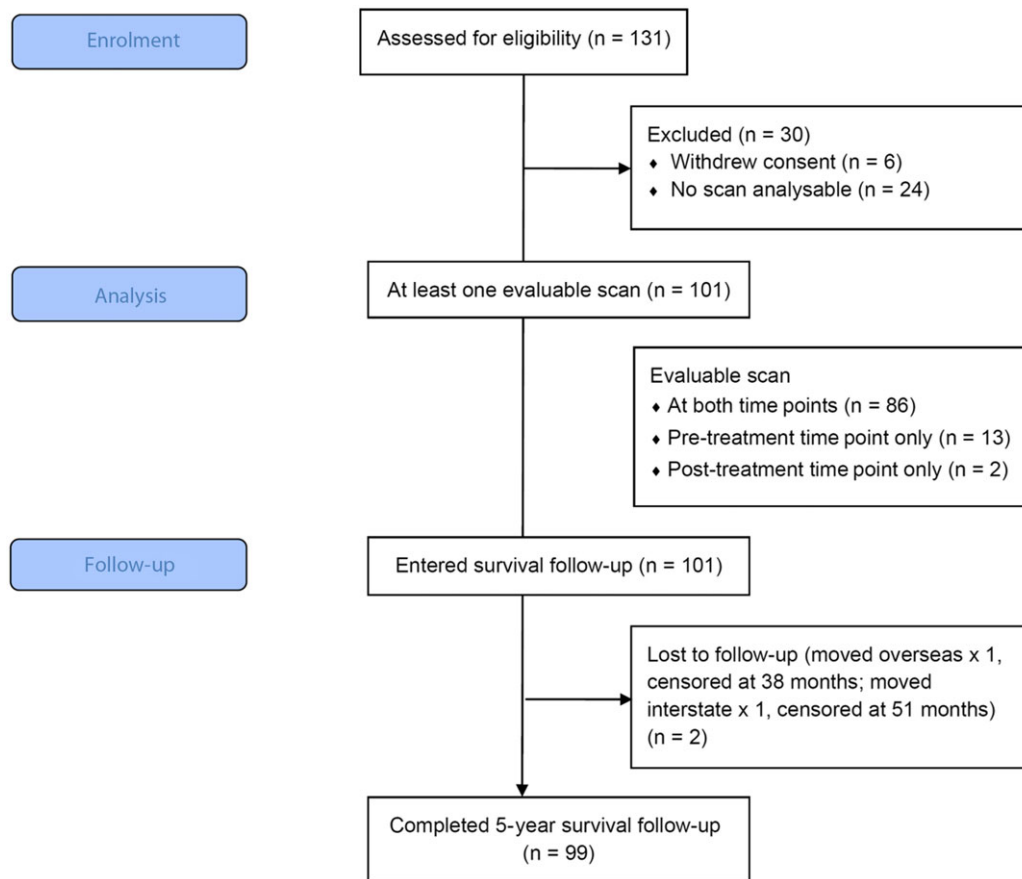 Enrolment
Assessed for eligibility (n = 131)
Excluded (n = 30)
♦ Withdrew consent (n = 6)
♦ No scan analysable (n = 24)
Analysis
At least one evaluable scan (n = 101)
Evaluable scan
♦ At both time points (n = 86)
♦ Pre-treatment time point only (n = 13)
♦ Post-treatment time point only (n = 2)
Follow-up
Entered survival follow-up (n = 101)
Lost to follow-up (moved overseas x 1,
censored at 38 months; moved
interstate x 1, censored at 51 months)
(n = 2)
Completed 5-year survival follow-up
(n = 99)